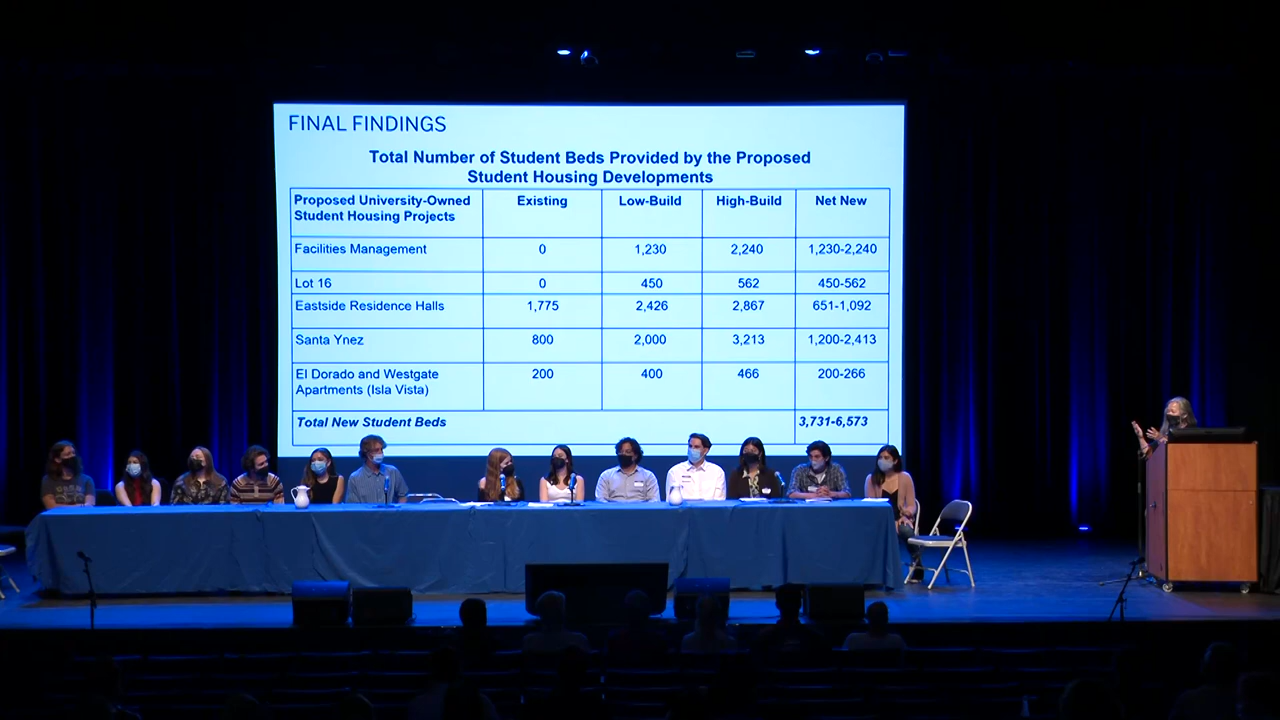 FINAL FINDINGS
Total Number of Student Beds Provided by the Proposed
Student Housing Developments
Proposed University-Owned
Student Housing Projects
Existing
Low-Build
High-Build
Net New
Facilities Management
0
1,230
2,240
1,230-2,240
Lot 16
0
450
562
450-562
Eastside Residence Halls
1,775
2,426
2,867
651-1,092
Santa Ynez
800
2,000
3,213
1,200-2,413
El Dorado and Westgate
Apartments (Isla Vista)
200
400
466
200-266
Total New Student Beds
3,731-6,573